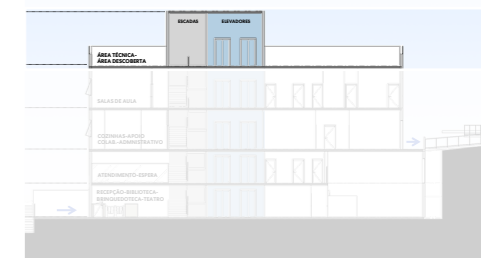 ESCADAS ELEVADORES
ÁREA TÉCNICA-
ÁREA DESCOBERTA
SALAS DE AULA
COZINHAS-APOIO
COLAB.-ADMINISTRATIVO
ATENDIMENTO-ESPERA
RECEPÇÃO-BIBLIOTECA-
BRINQUEDOTECA-TEATRO